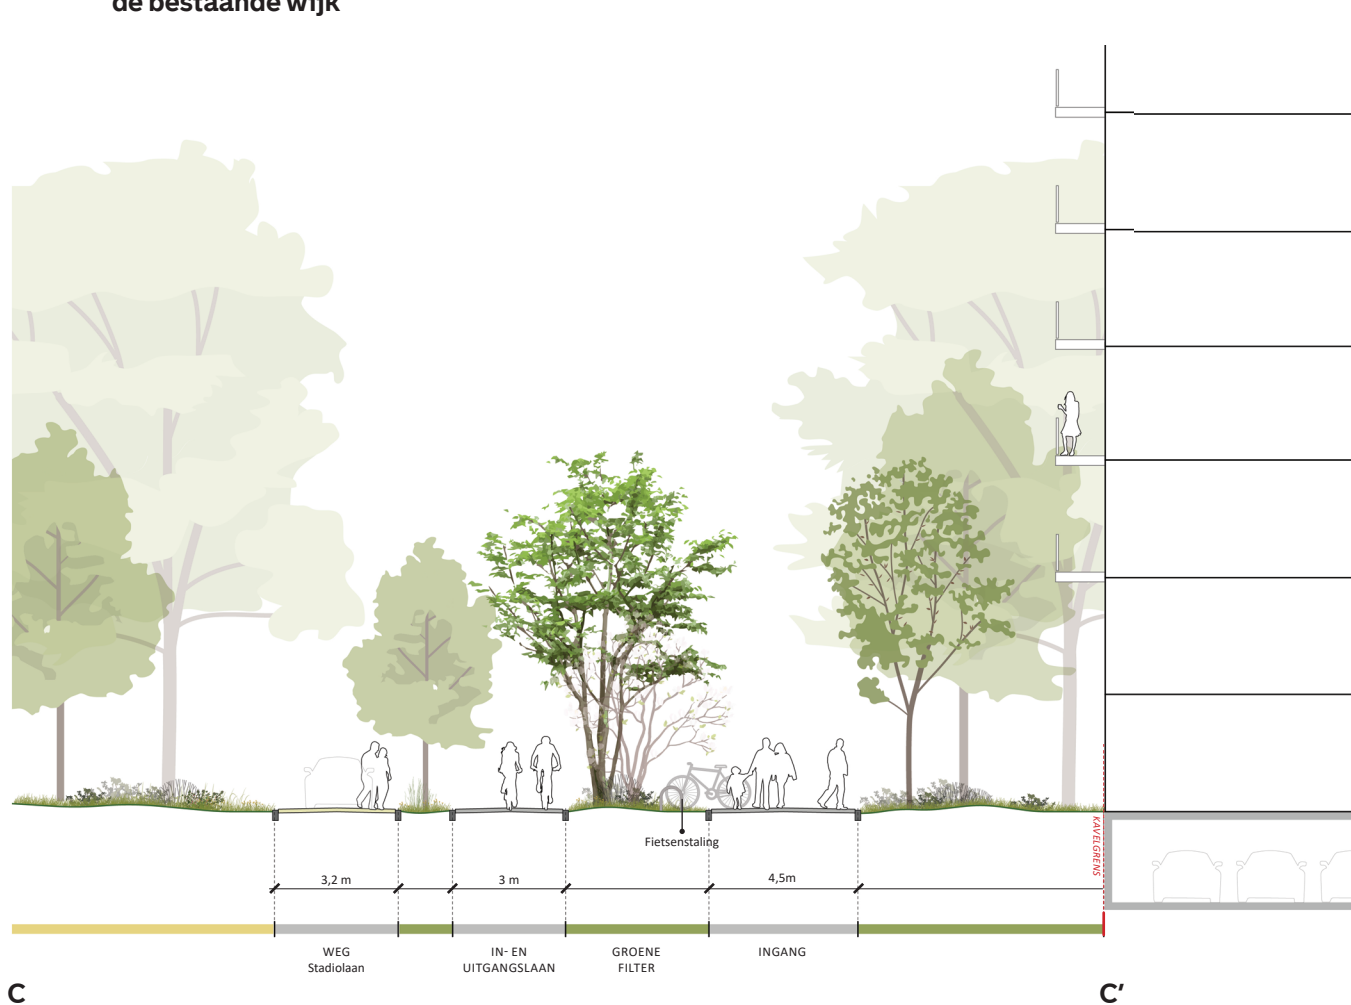 de bestaande wijk
KAVELGRENS
Fietsenstaling
3,2 m
3 m
4,5m
WEG
Stadiolaan
IN- EN
UITGANGSLAAN
GROENE
FILTER
INGANG
C
C′